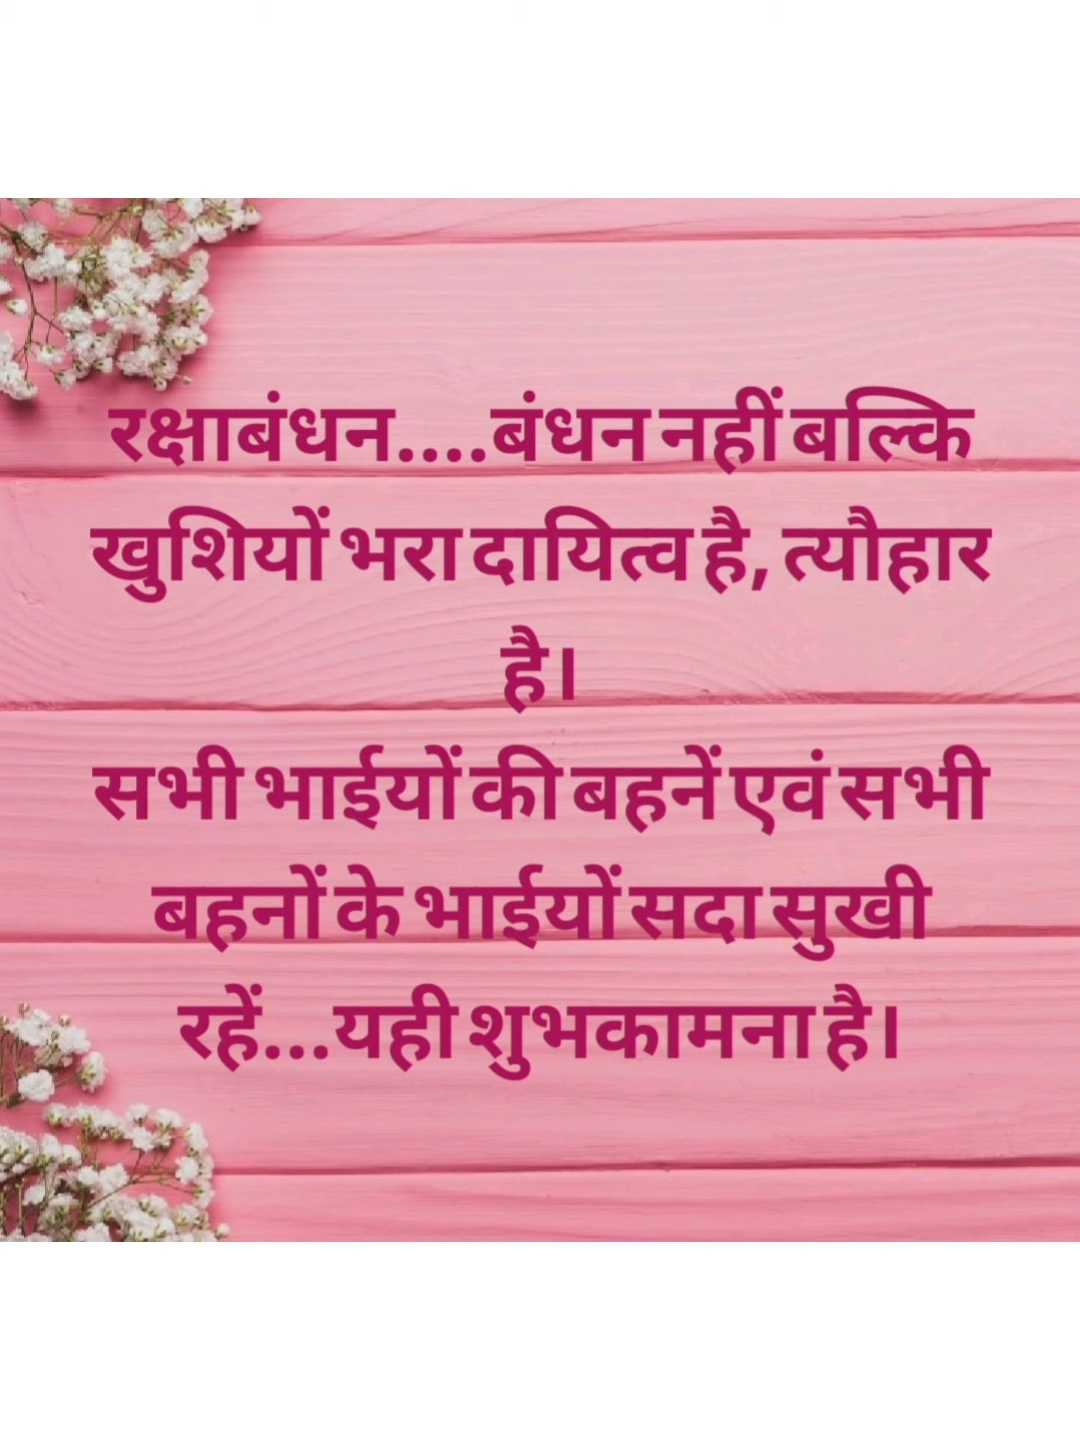 रक्षाबंधन....बंधन नहीं बल्कि
खुशियों भरा दायित्व है, त्यौहार
है।
सभी भाईयों की बहनें एवं सभी
बहनों के भाईयों सदा सुखी
रहें...यही शुभकामना है।